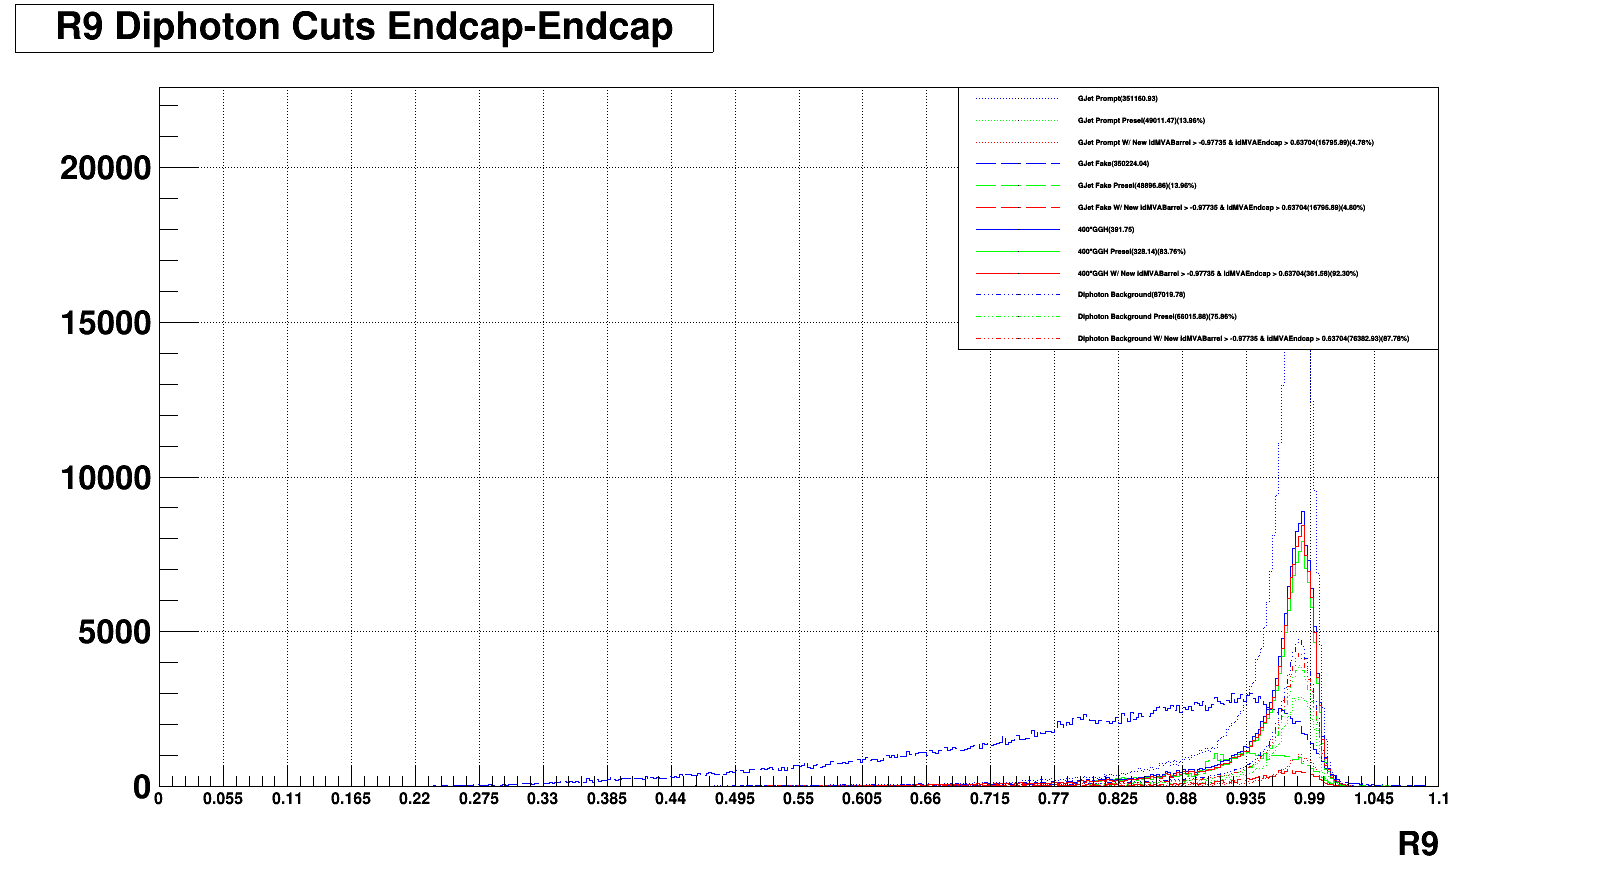 R9 Diphoton Cuts Endcap-Endcap
GJet Prompt(351160.93)
GJet Prompt Presel(49011.47)(13.96%)
GJet Prompt W/ New IdMVABarrel > -0.97735 & IdMVAEndcap > 0.63704(16795.89)(4.78%)
GJet Fake(350224.04)
GJet Fake Presel(48896.86)(13.96%)
GJet Fake W/ New IdMVABarrel > -0.97735 & IdMVAEndcap > 0.63704(16796.89)(4.80%)
400*GGH(391.75)
400*GGH Presel(328.14)(83.76%)
400*GGH W/ New IdMVABarrel > -0.97735 & IdMVAEndcap > 0.63704(361.58)(92.30%)
Diphoton Background(87019.78)
Diphoton Background Presel(66015.88)(75.86%)
Diphoton Background W/ New IdMVABarrel > -0.97735 & IdMVAEndcap > 0.63704(76382.93)(87.78%)
20000
15000
10000
5000
0
0 0.055 0.11 0.165 0.22 0.275 0.33 0.385 0.44 0.495 0.55 0.605 0.66 0.715 0.77 0.825 0.88 0.935 0.99 1.045 1.1
R9